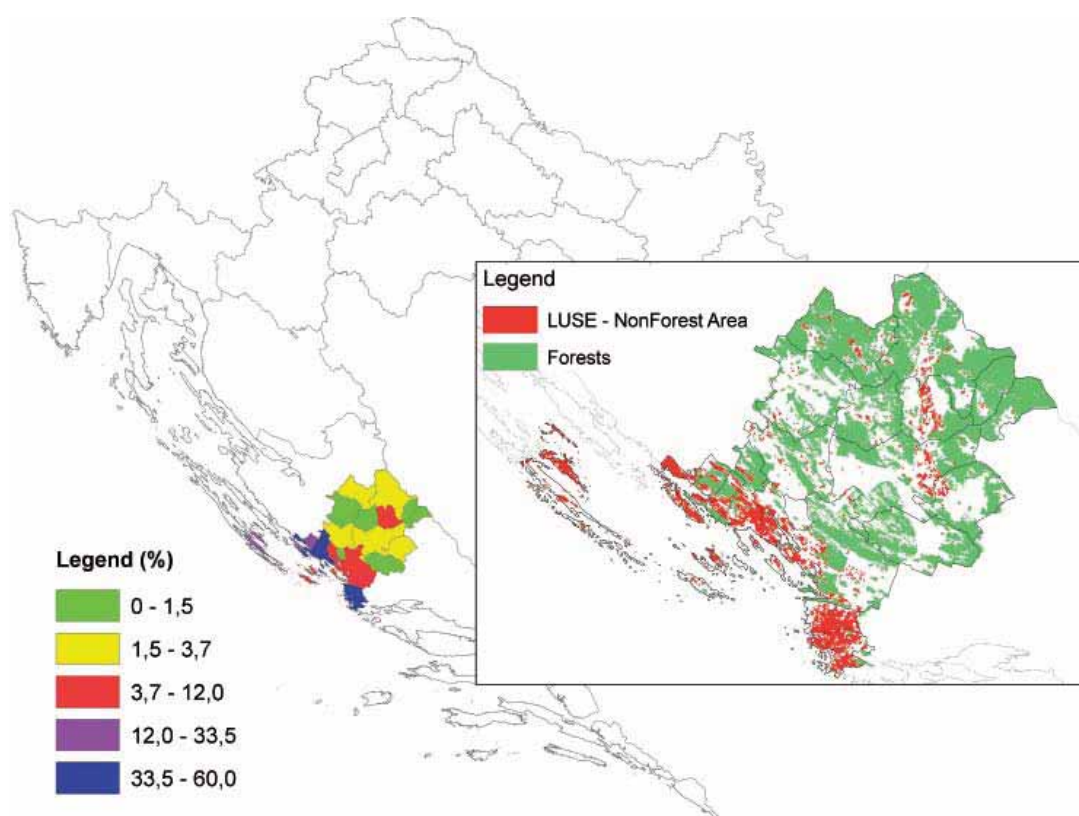 Legend
LUSE - NonForest Area
Forests
Legend (%)
0 - 1,5
1,5 - 3,7
3,7 - 12,0
12,0 - 33,5
33,5 - 60,0